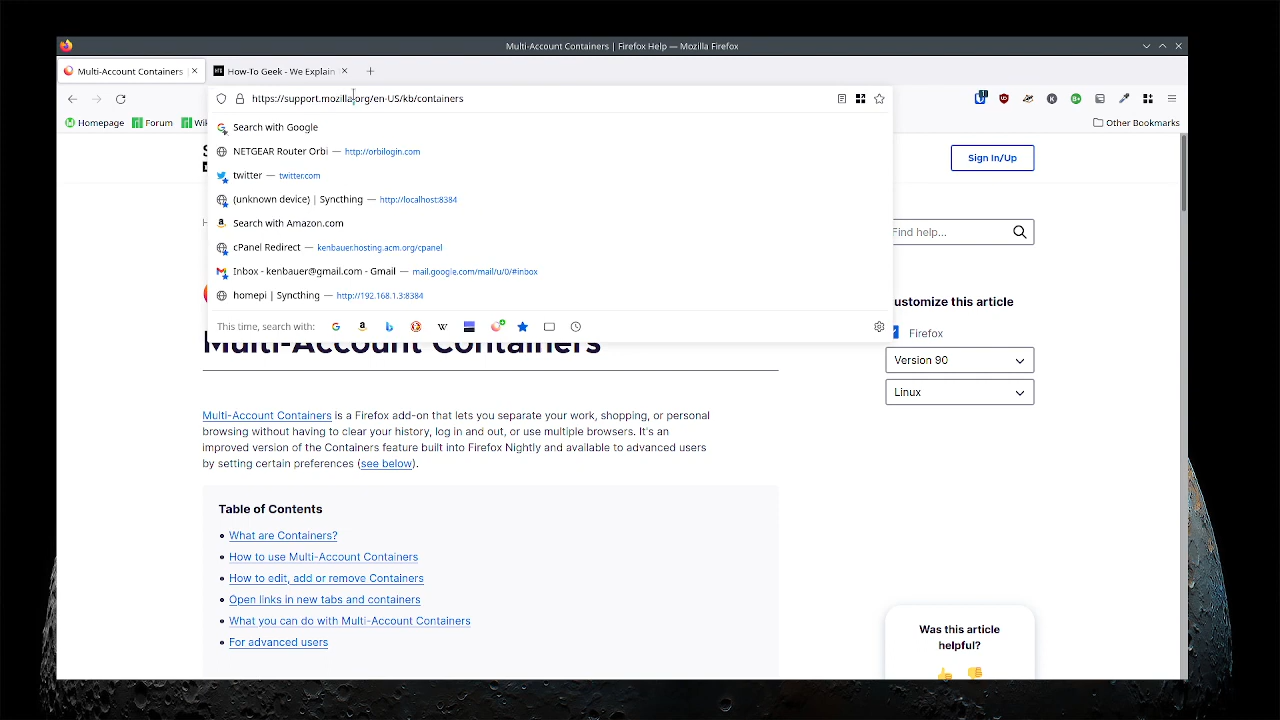 Multi-Account Containers | Firefox Help — Mozilla Firefox
Multi-Account Containers |
How-To Geek - We Explain
https://support.mozilla.org/en-US/kb/containers
Homepage
Forum
Other Bookmarks
Search with Google
NETGEAR Router Orbi — http://orbilogin.com
twitter — twitter.com
(unknown device) | Syncthing — http://localhost:8384
Search with Amazon.com
cPanel Redirect — kenbauer.hosting.acm.org/cpanel
Inbox - kenbauer@gmail.com - Gmail — mail.google.com/mail/u/0/#inbox
homepi | Syncthing — http://192.168.1.3:8384
This time, search with:
Sign In/Up
Find help...
Customize this article
Firefox
Version 90
Linux
Multi-Account Containers
Multi-Account Containers is a Firefox add-on that lets you separate your work, shopping, or personal
browsing without having to clear your history, log in and out, or use multiple browsers. It's an
improved version of the Containers feature built into Firefox Nightly and available to advanced users
by setting certain preferences (see below).
Table of Contents
• What are Containers?
• How to use Multi-Account Containers
• How to edit, add or remove Containers
• Open links in new tabs and containers
• What you can do with Multi-Account Containers
• For advanced users
Was this article
helpful?